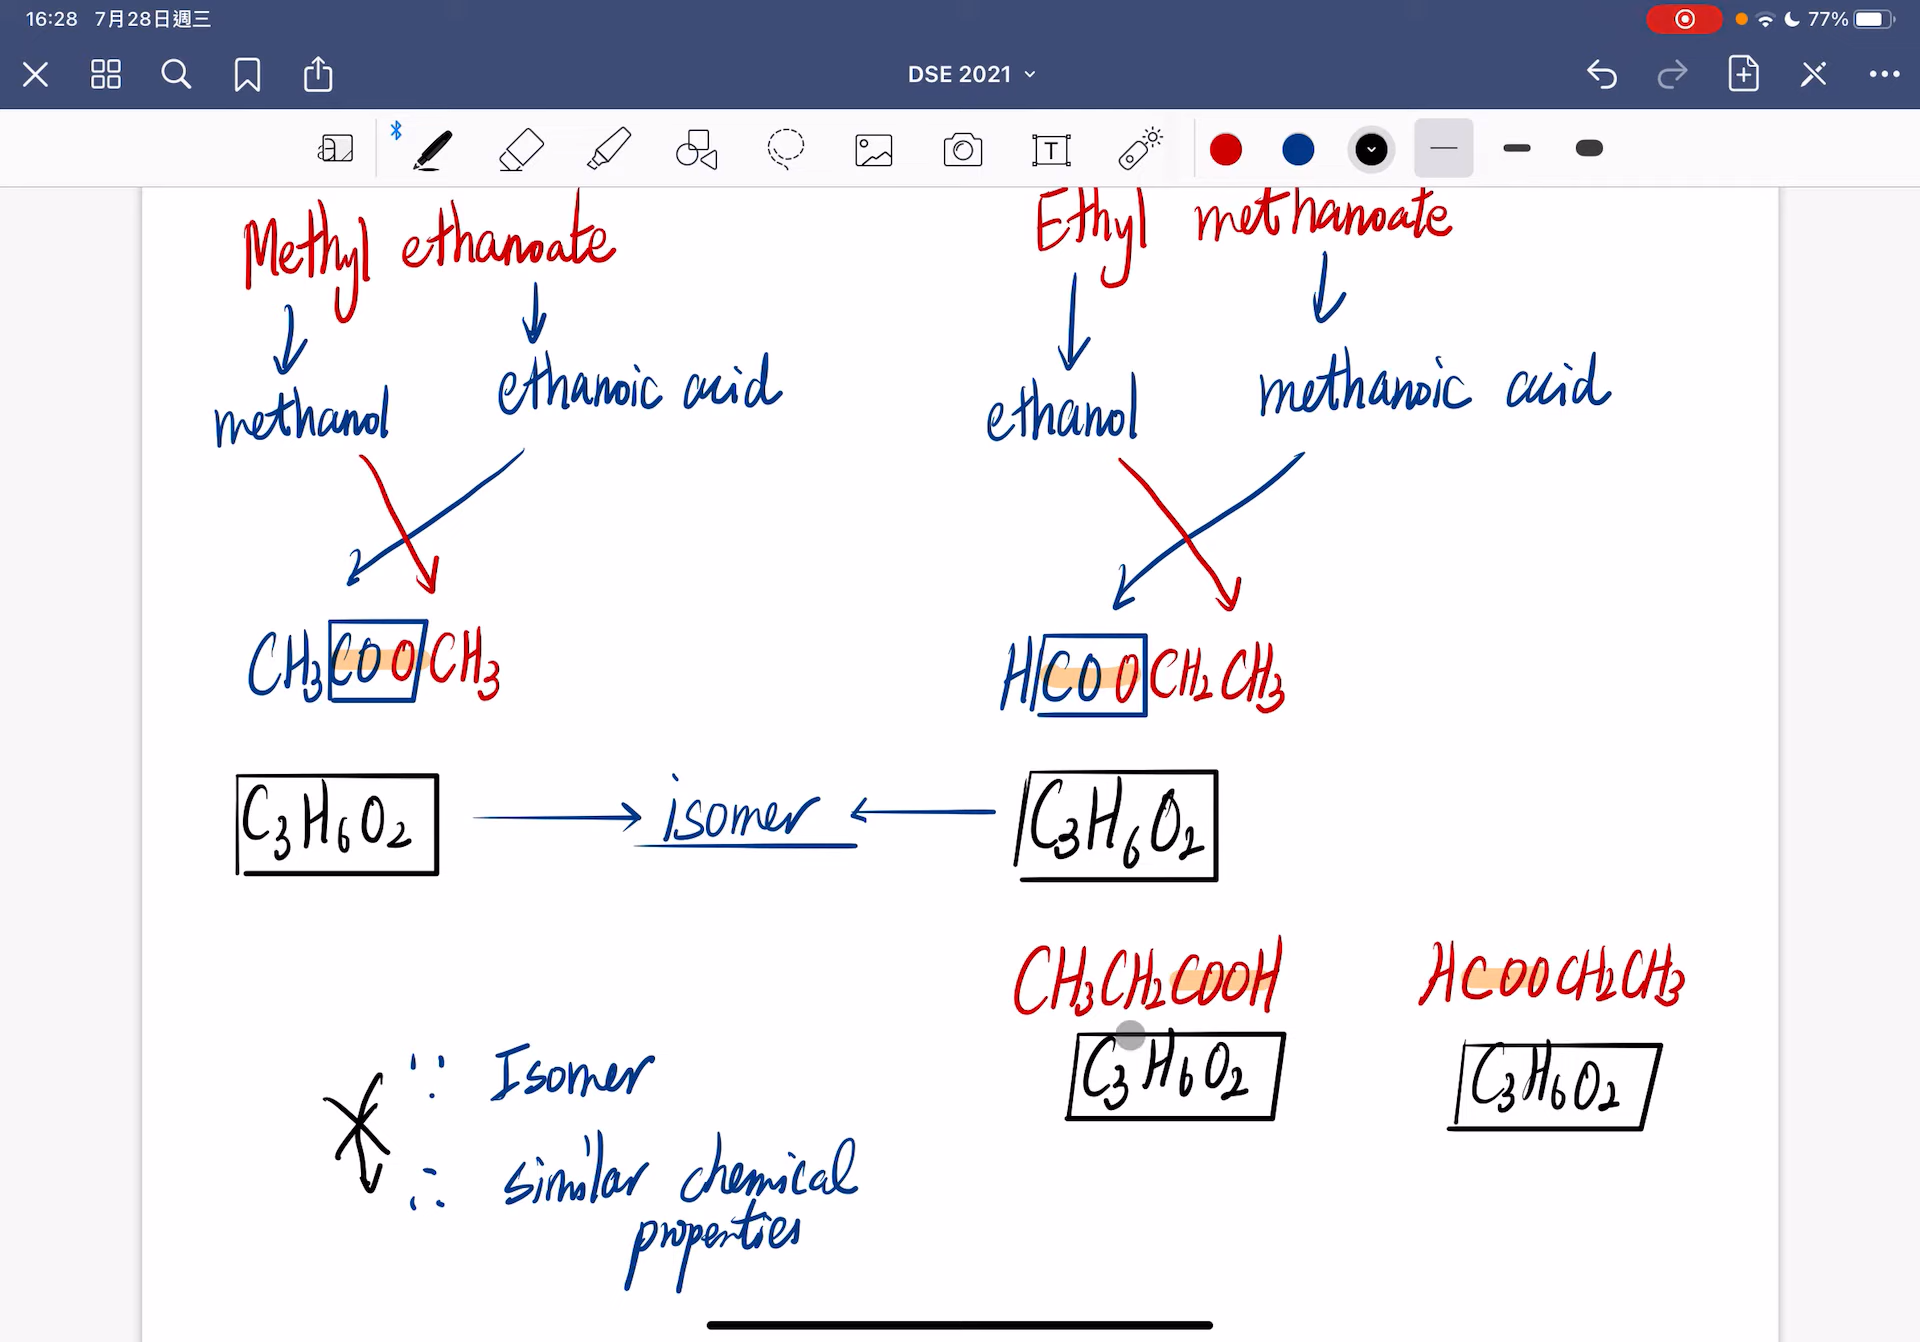 16:28 7月28日週三 77%
DSE 2021
Methyl ethanoate
Ethyl methanoate
methanol
ethanoic acid
ethanol
methanoic acid
CH₃COOCH₃
HCOOCH₂CH₃
C₃H₆O₂
isomer
C₃H₆O₂
CH₃CH₂COOH
HCOOCH₂CH₃
C₃H₆O₂
C₃H₆O₂
∵ Isomer
∴ similar chemical
properties